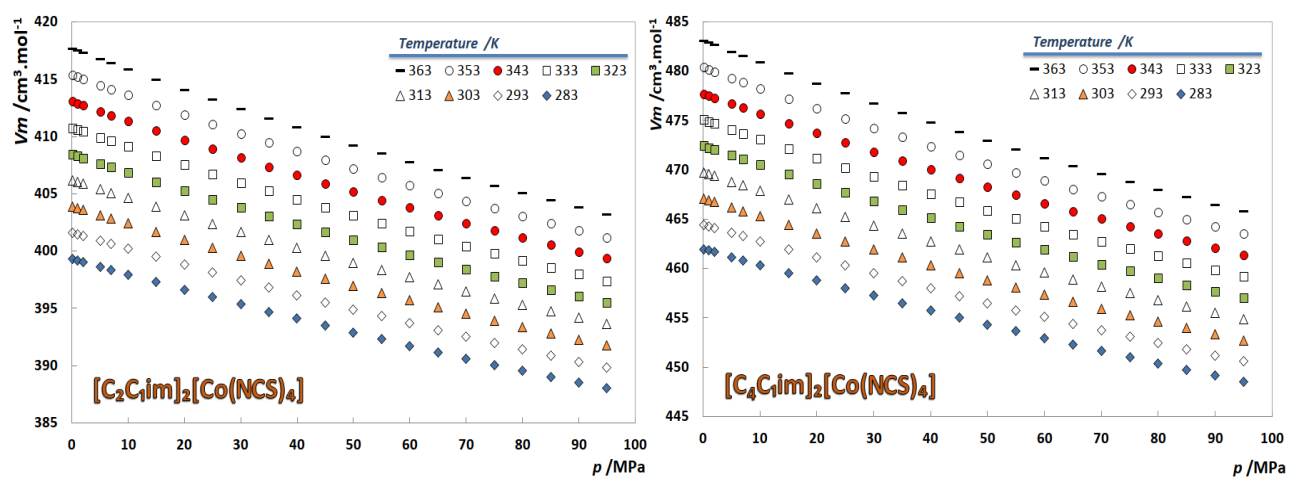 Vm /cm³.mol⁻¹
420
415
410
405
400
395
390
385
Temperature /K
363 353 343 333 323
313 303 293 283
[C₂C₁im]₂[Co(NCS)₄]
0 10 20 30 40 50 60 70 80 90 100
p /MPa
Vm /cm³.mol⁻¹
485
480
475
470
465
460
455
450
445
Temperature /K
363 353 343 333 323
313 303 293 283
[C₄C₁im]₂[Co(NCS)₄]
0 10 20 30 40 50 60 70 80 90 100
p /MPa